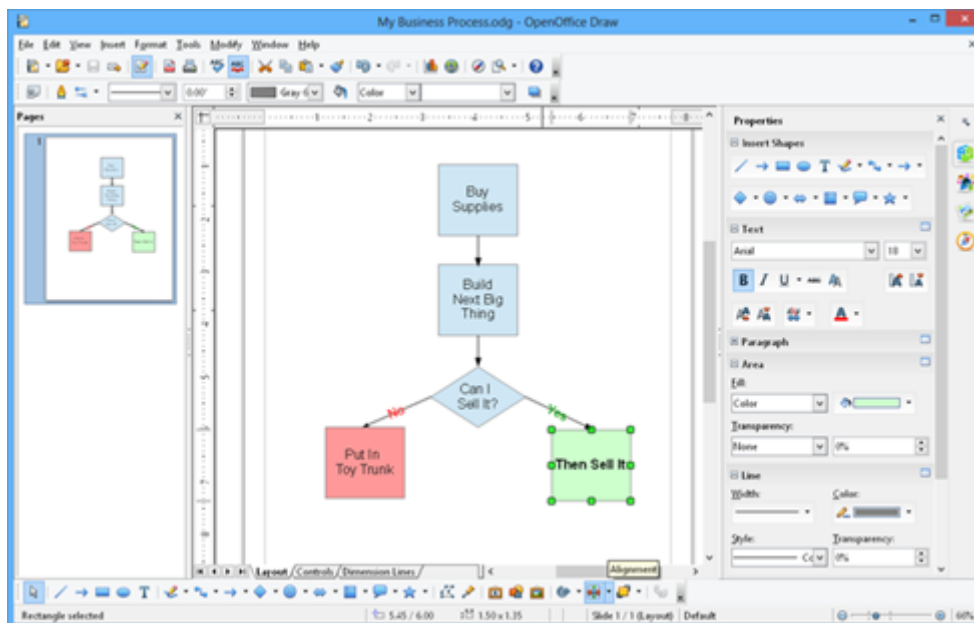 My Business Process.odg - OpenOffice Draw
File Edit View Insert Format Tools Modify Window Help
0.00" Gray 6 Color
Pages
1
Buy
Supplies
Build
Next Big
Thing
Can I
Sell It?
No
Yes
Put In
Toy Trunk
Then Sell It
Properties
Insert Shapes
Text
Arial 18
Paragraph
Area
Fill:
Color
Transparency:
None 0%
Line
Width: Color:
Style: Transparency:
0%
Layout Controls Dimension Lines
Alignment
Rectangle selected 5.45 / 6.00 1.50 x 1.35 Slide 1 / 1 (Layout) Default 66%